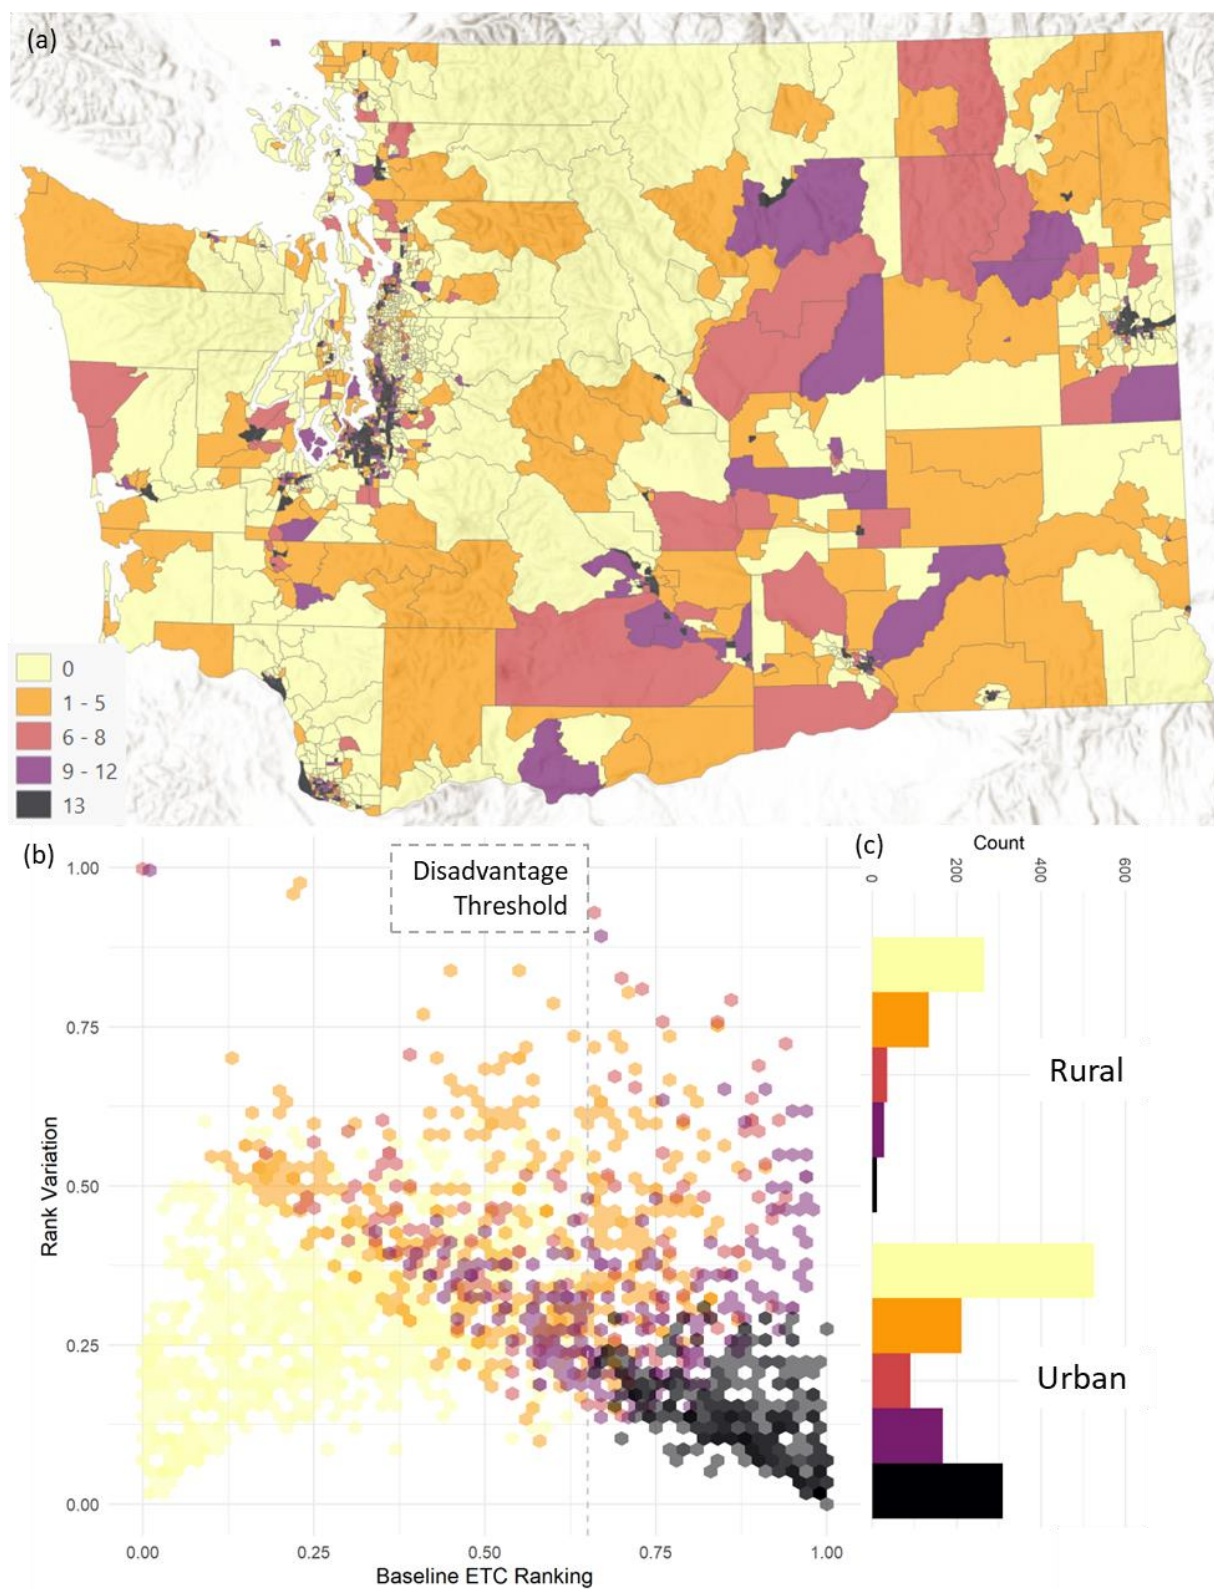 (a)
0
1 - 5
6 - 8
9 - 12
13
(b)
Disadvantage
Threshold
1.00
0.75
0.50
0.25
0.00
Rank Variation
0.00
0.25
0.50
0.75
1.00
Baseline ETC Ranking
(c)
Count
0
200
400
600
Rural
Urban